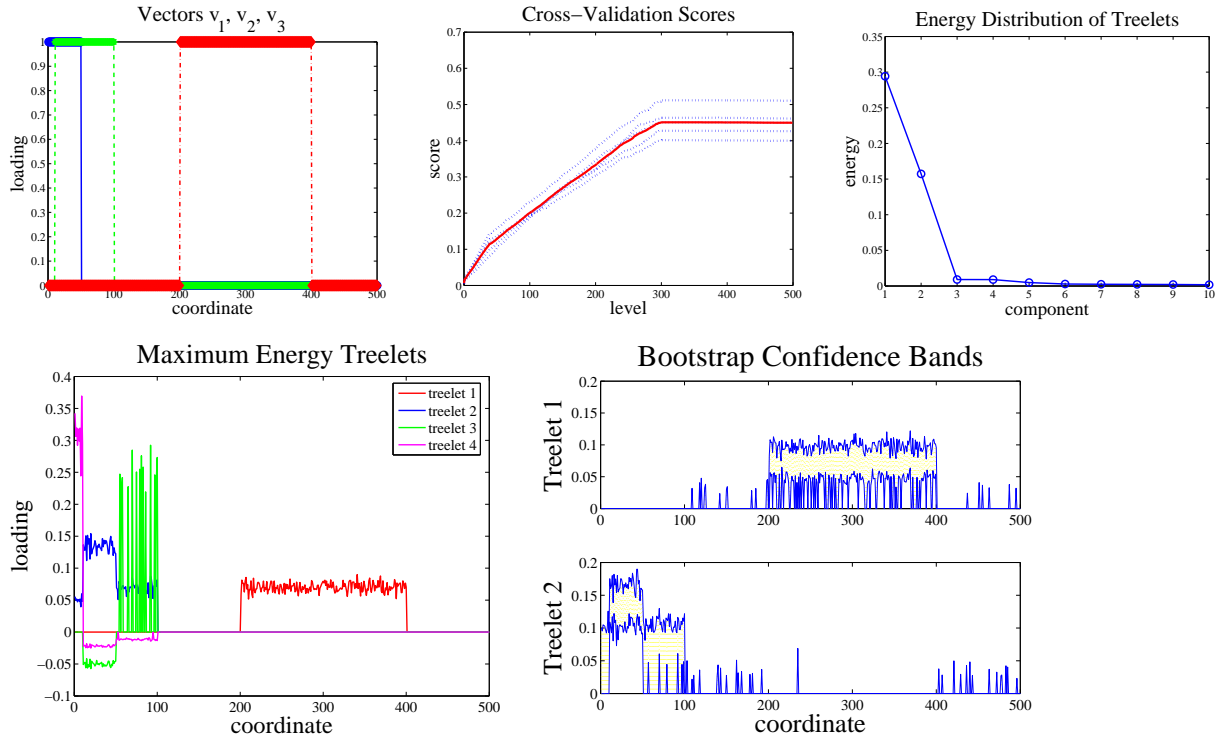 Vectors v1, v2, v3
loading
1
0.9
0.8
0.7
0.6
0.5
0.4
0.3
0.2
0.1
0
0 100 200 300 400 500
coordinate
Cross−Validation Scores
score
0.7
0.6
0.5
0.4
0.3
0.2
0.1
0
0 100 200 300 400 500
level
Energy Distribution of Treelets
energy
0.35
0.3
0.25
0.2
0.15
0.1
0.05
0
1 2 3 4 5 6 7 8 9 10
component
Maximum Energy Treelets
loading
0.4
0.35
0.3
0.25
0.2
0.15
0.1
0.05
0
−0.05
−0.1
treelet 1
treelet 2
treelet 3
treelet 4
0 100 200 300 400 500
coordinate
Bootstrap Confidence Bands
Treelet 1
0.2
0.15
0.1
0.05
0
0 100 200 300 400 500
Treelet 2
0.2
0.15
0.1
0.05
0
0 100 200 300 400 500
coordinate